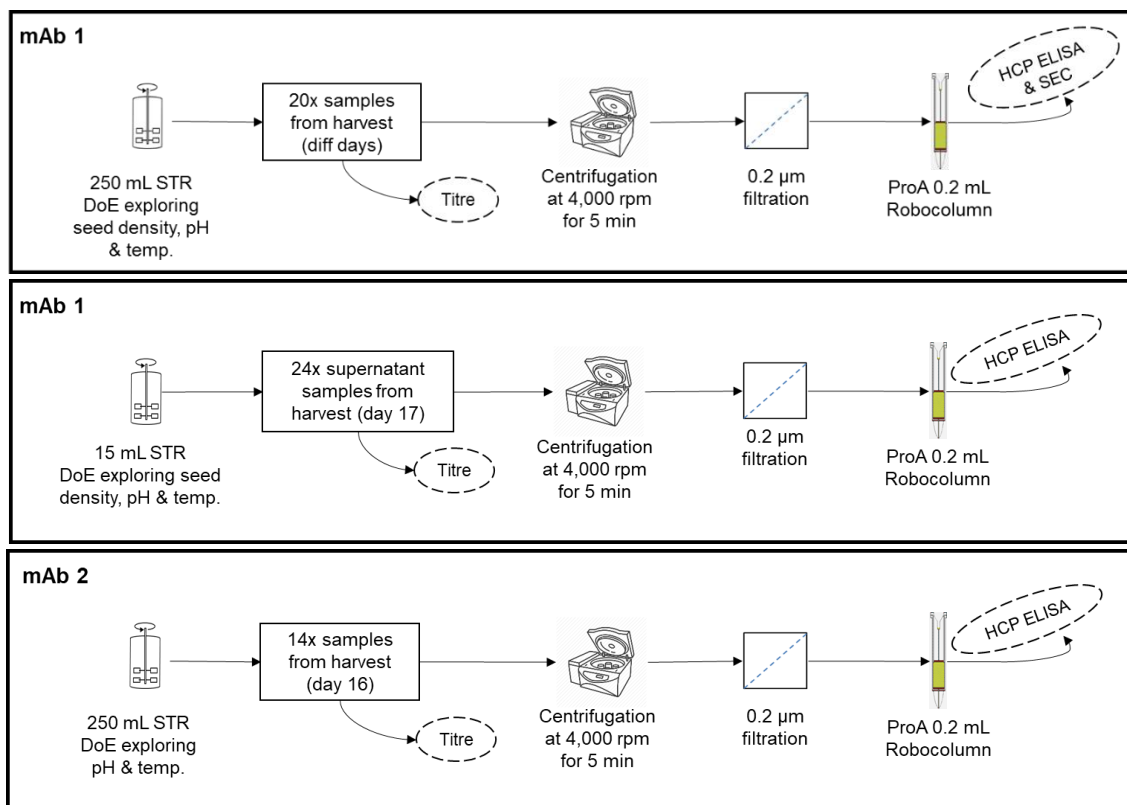 mAb 1
HCP ELISA
& SEC
20x samples
from harvest
(diff days)
250 mL STR
DoE exploring
seed density, pH
& temp.
Titre
Centrifugation
at 4,000 rpm
for 5 min
0.2 µm
filtration
ProA 0.2 mL
Robocolumn
mAb 1
HCP ELISA
24x supernatant
samples from
harvest (day 17)
15 mL STR
DoE exploring seed
density, pH & temp.
Titre
Centrifugation
at 4,000 rpm
for 5 min
0.2 µm
filtration
ProA 0.2 mL
Robocolumn
mAb 2
HCP ELISA
14x samples
from harvest
(day 16)
250 mL STR
DoE exploring
pH & temp.
Titre
Centrifugation
at 4,000 rpm
for 5 min
0.2 µm
filtration
ProA 0.2 mL
Robocolumn